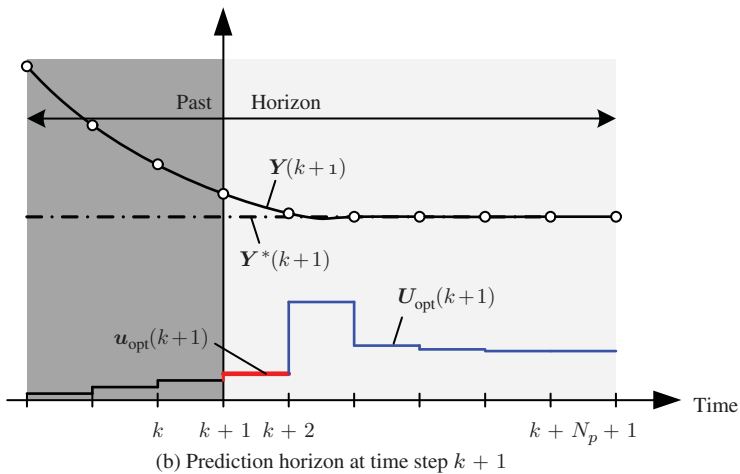 Past Horizon
Y(k+1)
Y*(k+1)
U_opt(k+1)
u_opt(k+1)
Time
k k + 1 k + 2 k + N_p + 1
(b) Prediction horizon at time step k + 1